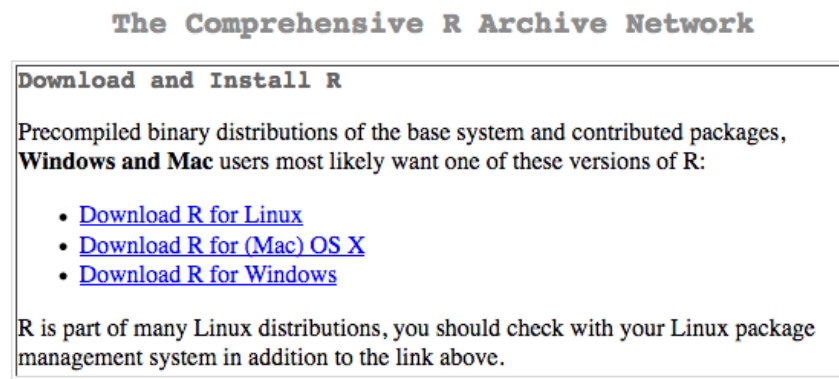 The Comprehensive R Archive Network
Download and Install R
Precompiled binary distributions of the base system and contributed packages,
Windows and Mac users most likely want one of these versions of R:
• Download R for Linux
• Download R for (Mac) OS X
• Download R for Windows
R is part of many Linux distributions, you should check with your Linux package
management system in addition to the link above.